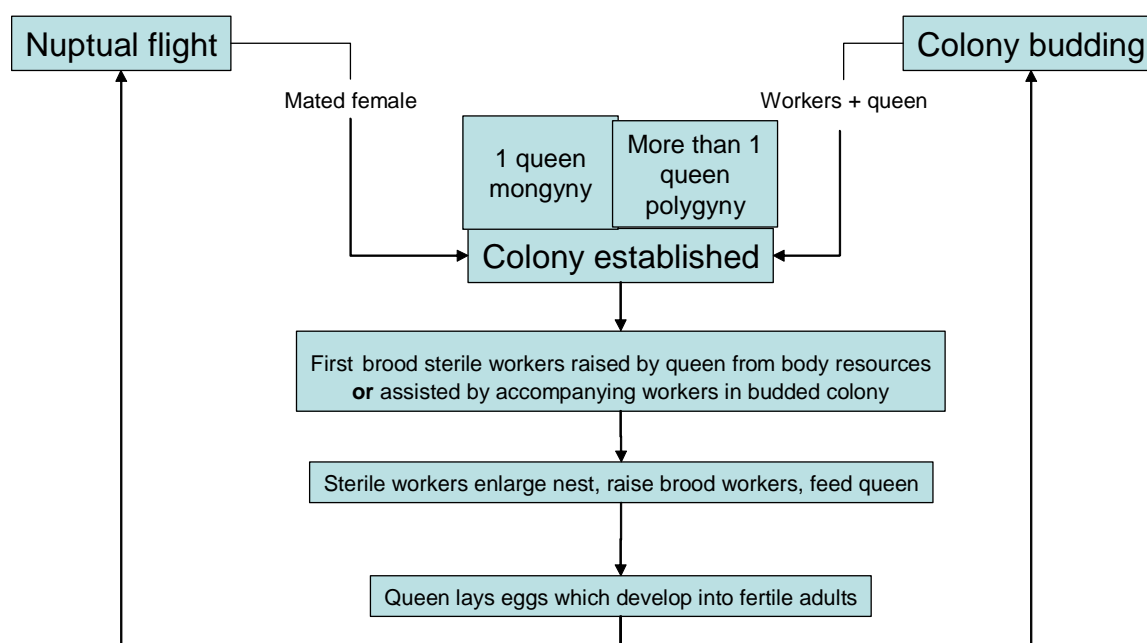 Nuptual flight
Colony budding
Mated female
Workers + queen
1 queen
mongyny
More than 1
queen
polygyny
Colony established
First brood sterile workers raised by queen from body resources
or assisted by accompanying workers in budded colony
Sterile workers enlarge nest, raise brood workers, feed queen
Queen lays eggs which develop into fertile adults